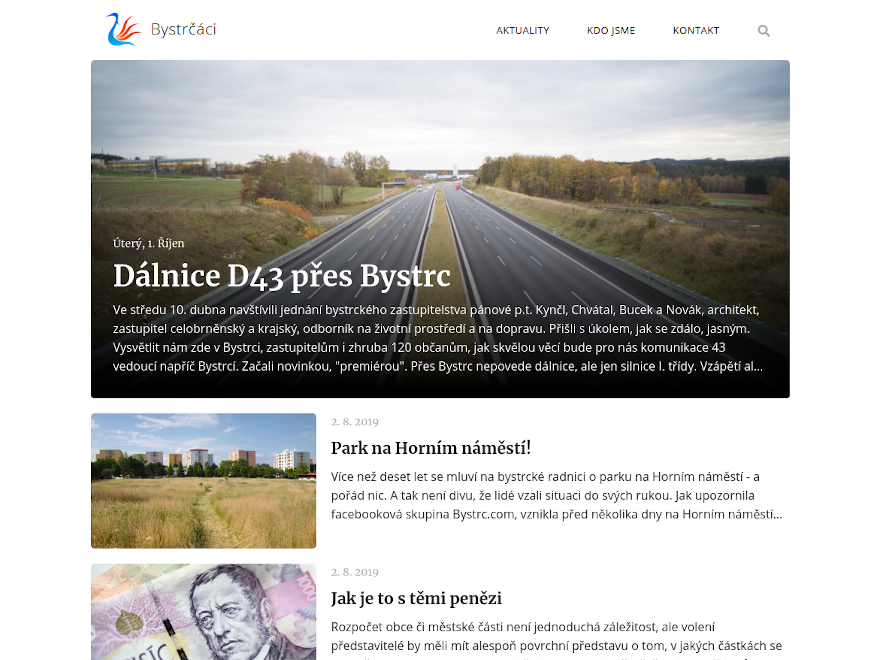 Bystrčáci
AKTUALITY
KDO JSME
KONTAKT
Úterý, 1. Říjen
Dálnice D43 přes Bystrc
Ve středu 10. dubna navštívili jednání bystrckého zastupitelstva pánové p.t. Kynčl, Chvátal, Bucek a Novák, architekt,
zastupitel celobrněnský a krajský, odborník na životní prostředí a na dopravu. Přišli s úkolem, jak se zdálo, jasným.
Vysvětlit nám zde v Bystrci, zastupitelům i zhruba 120 občanům, jak skvělou věcí bude pro nás komunikace 43
vedoucí napříč Bystrcí. Začali novinkou, "premiérou". Přes Bystrc nepovede dálnice, ale jen silnice I. třídy. Vzápětí al...
2. 8. 2019
Park na Horním náměstí!
Více než deset let se mluví na bystrcké radnici o parku na Horním náměstí - a
pořád nic. A tak není divu, že lidé vzali situaci do svých rukou. Jak upozornila
facebooková skupina Bystrc.com, vznikla před několika dny na Horním náměstí...
2. 8. 2019
Jak je to s těmi penězi
Rozpočet obce či městské části není jednoduchá záležitost, ale volení
představitelé by měli mít alespoň povrchní představu o tom, v jakých částkách se